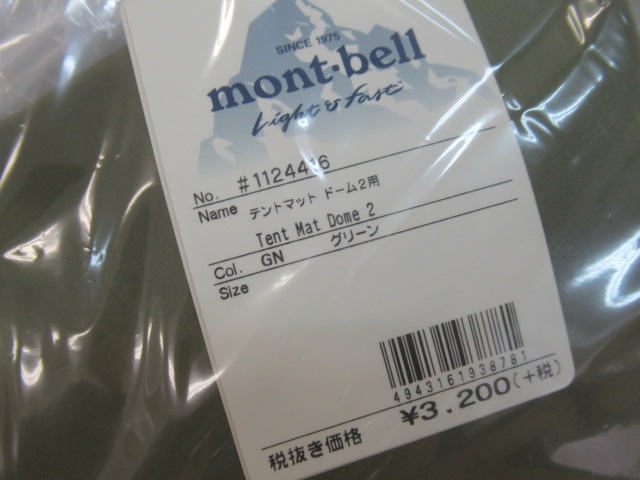 SINCE 1975
mont-bell
Light & Fast
No. #1124416
Name テントマット ドーム2用
Tent Mat Dome 2
Col. GN グリーン
Size
4943161938781
¥3.200(+税)
税抜き価格